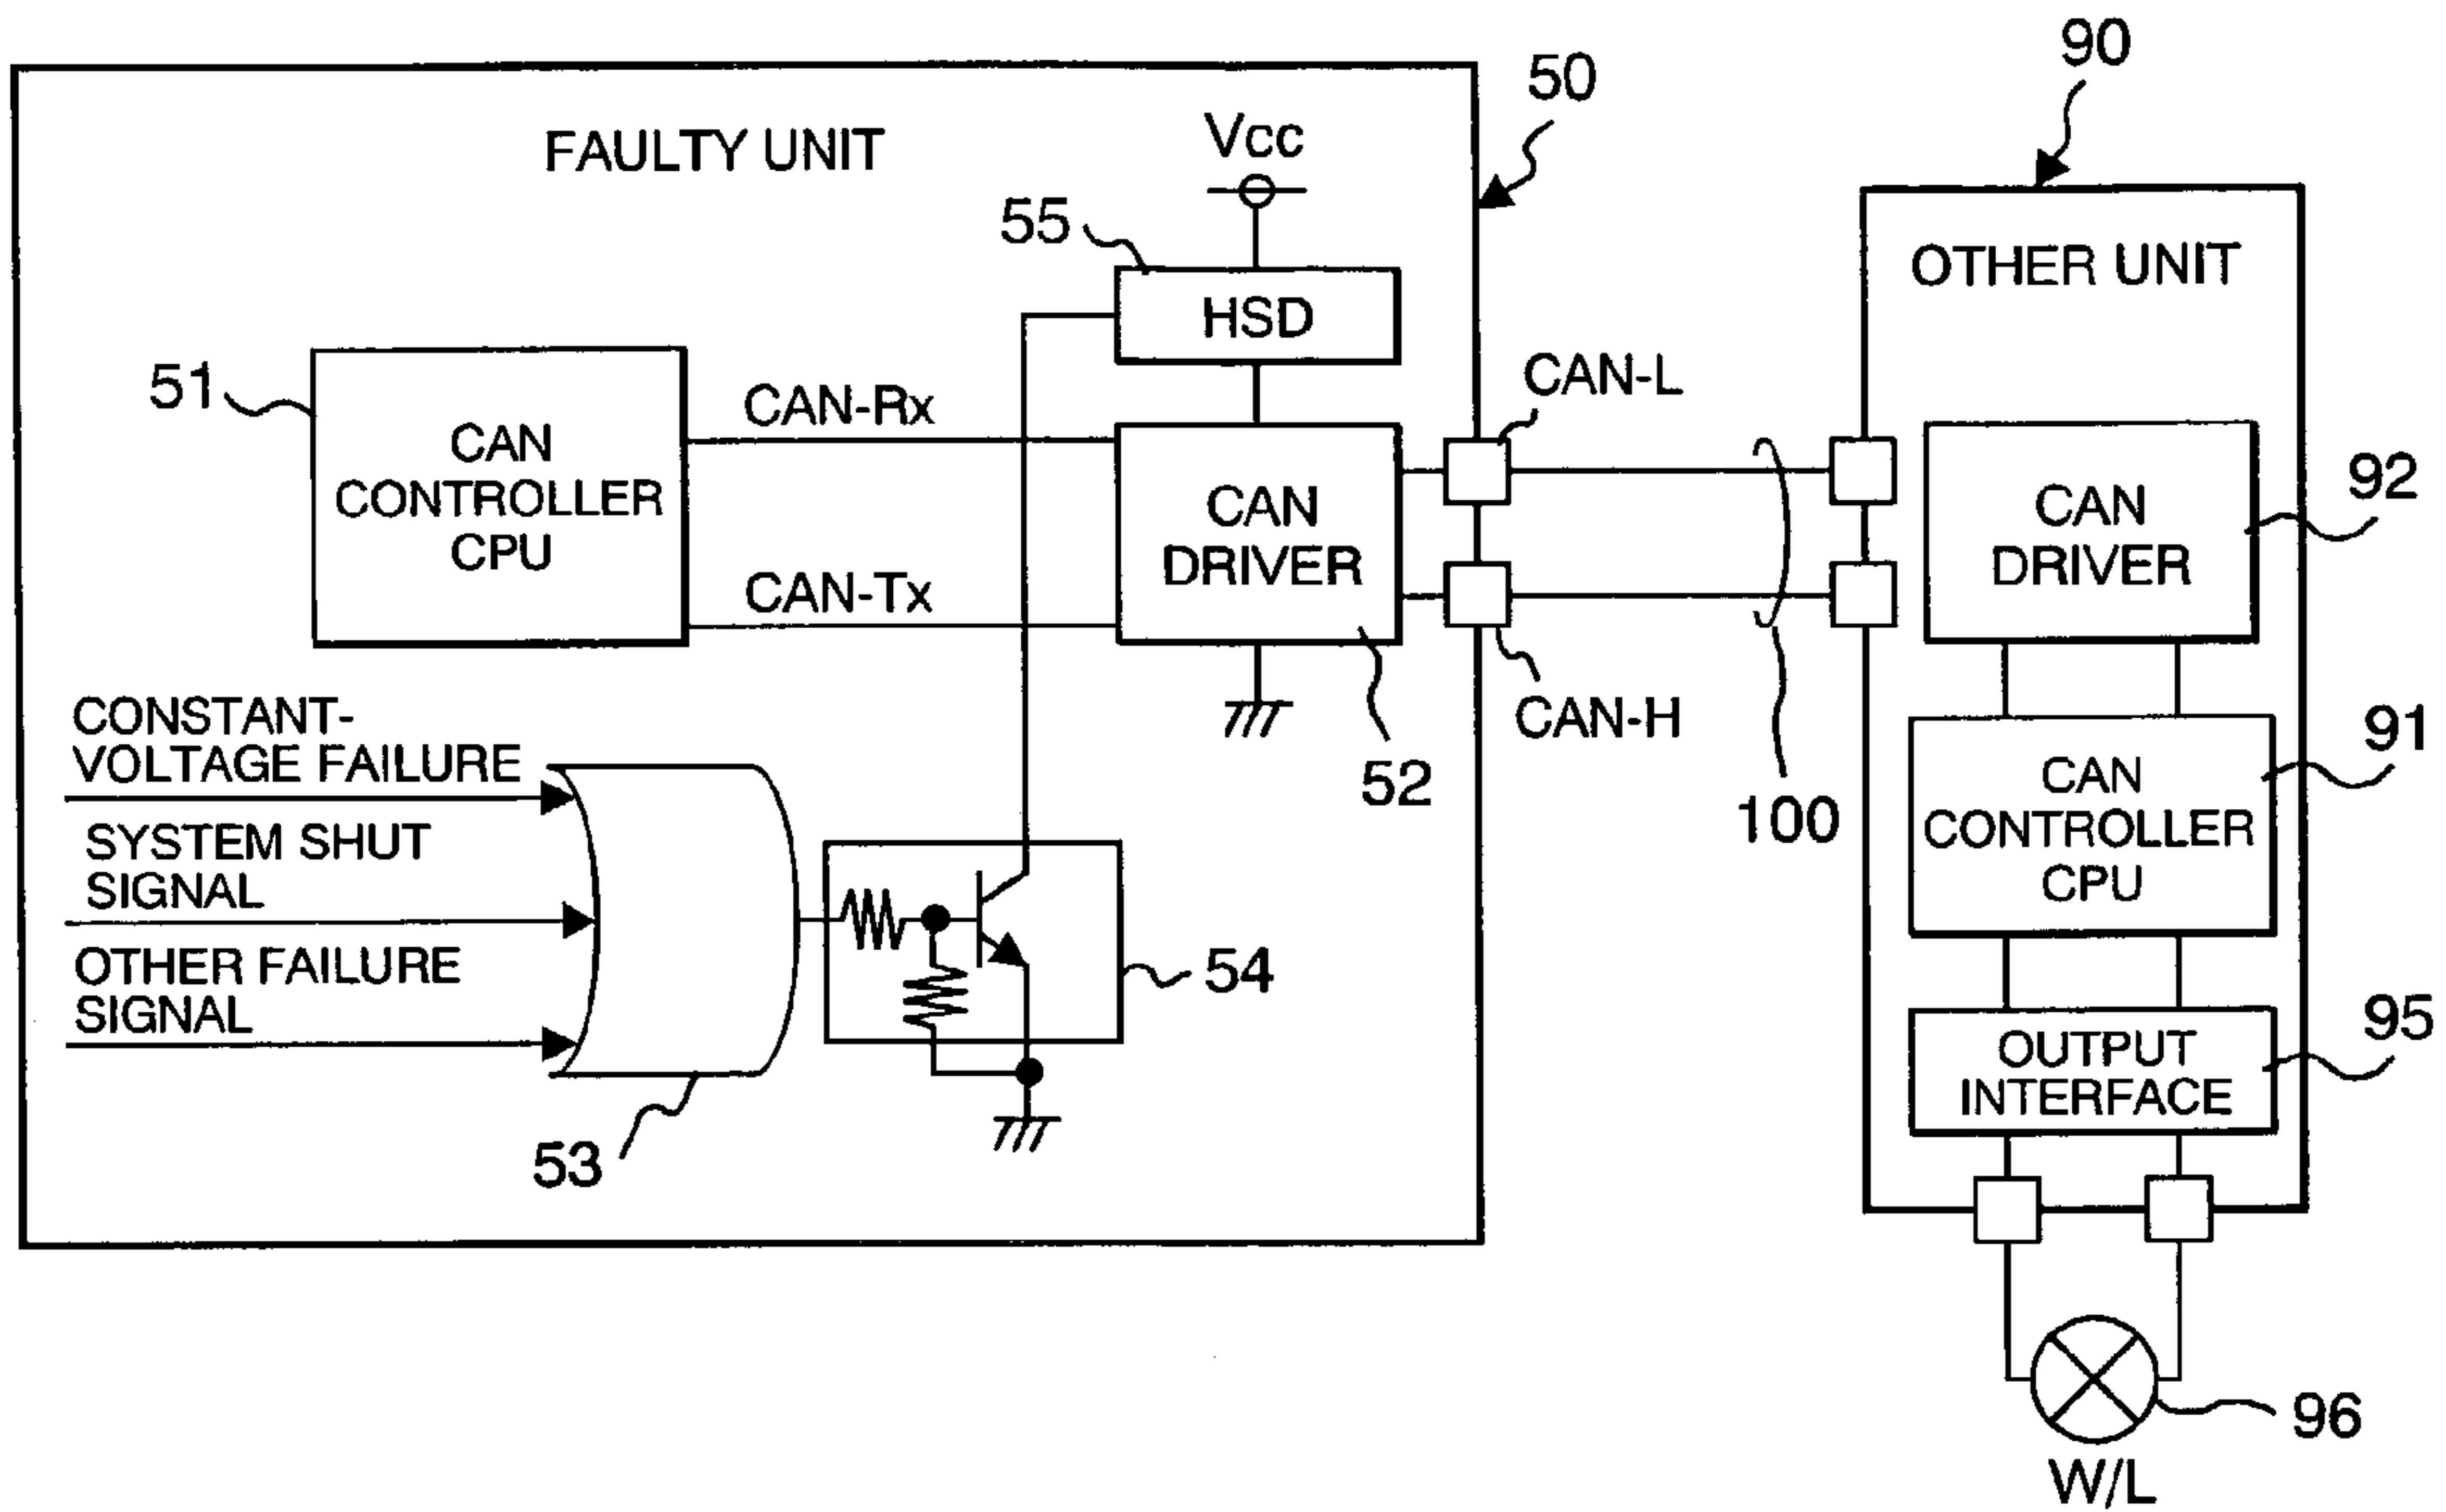 90
50
FAULTY UNIT
Vcc
55
OTHER UNIT
HSD
CAN-L
51
CAN-Rx
CAN
CONTROLLER
CPU
CAN
DRIVER
CAN
DRIVER
92
CAN-Tx
CAN-H
CONSTANT-
VOLTAGE FAILURE
52
100
91
CAN
CONTROLLER
CPU
SYSTEM SHUT
SIGNAL
OTHER FAILURE
SIGNAL
54
95
OUTPUT
INTERFACE
53
96
W/L